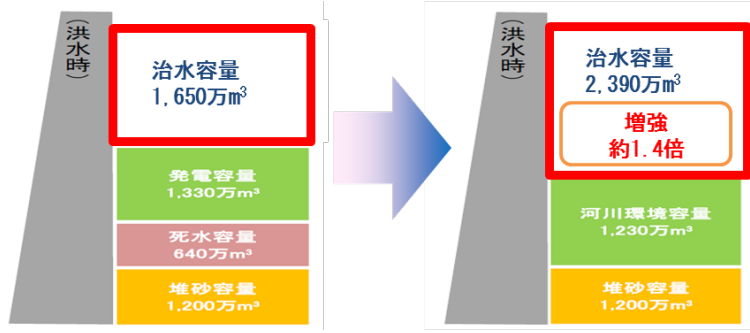 (洪水時)
治水容量
1,650万m³
発電容量
1,330万m³
死水容量
640万m³
堆砂容量
1,200万m³
(洪水時)
治水容量
2,390万m³
増強
約1.4倍
河川環境容量
1,230万m³
堆砂容量
1,200万m³